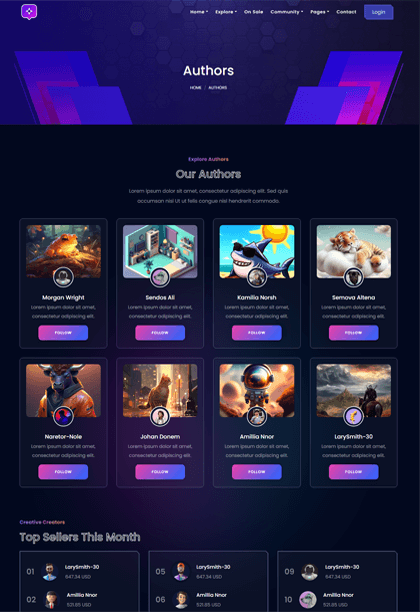 Home Explore On Sale Community Pages Contact Login
Authors
HOME / AUTHORS
Explore Authors
Our Authors
Lorem ipsum dolor sit amet, consectetur adipiscing elit. Sed quis
accumsan nisi Ut ut felis congue nisl hendrerit commodo.
Morgan Wright
Lorem ipsum dolor sit amet,
consectetur adipiscing elit.
FOLLOW
Sendos Ali
Lorem ipsum dolor sit amet,
consectetur adipiscing elit.
FOLLOW
Kamilia Norsh
Lorem ipsum dolor sit amet,
consectetur adipiscing elit.
FOLLOW
Semova Altena
Lorem ipsum dolor sit amet,
consectetur adipiscing elit.
FOLLOW
Naretor-Nole
Lorem ipsum dolor sit amet,
consectetur adipiscing elit.
FOLLOW
Johan Donem
Lorem ipsum dolor sit amet,
consectetur adipiscing elit.
FOLLOW
Amillia Nnor
Lorem ipsum dolor sit amet,
consectetur adipiscing elit.
FOLLOW
LarySmith-30
Lorem ipsum dolor sit amet,
consectetur adipiscing elit.
FOLLOW
Creative Creators
Top Sellers This Month
01 LarySmith-30
647.34 USD
02 Amillia Nnor
521.85 USD
05 LarySmith-30
647.34 USD
06 Amillia Nnor
521.85 USD
09 LarySmith-30
647.34 USD
10 Amillia Nnor
521.85 USD